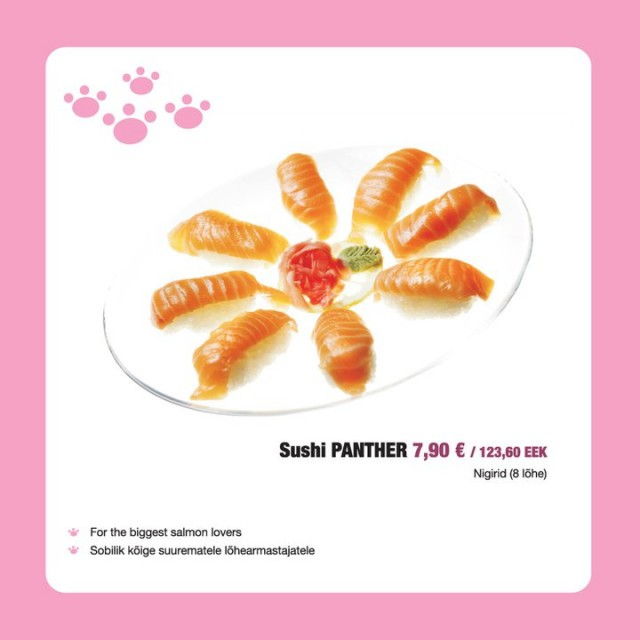 Sushi PANTHER 7,90 € / 123,60 EEK
Nigirid (8 lõhe)
For the biggest salmon lovers
Sobilik kõige suurematele lõhearmastajatele